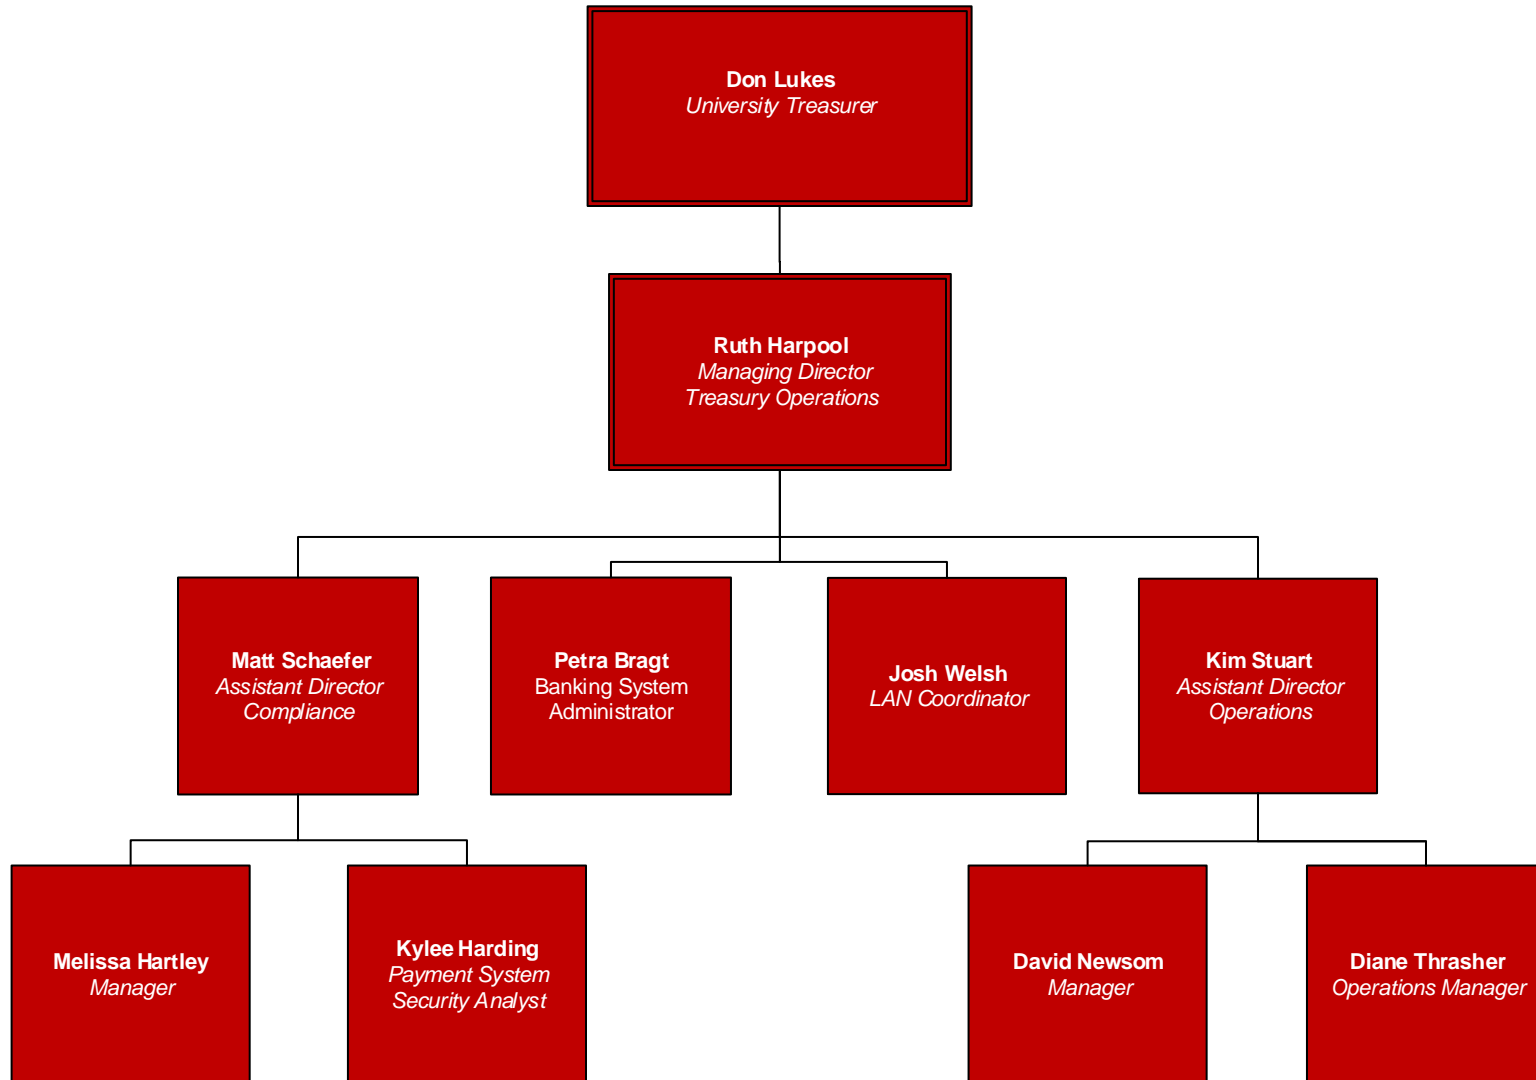 Don Lukes
University Treasurer
Ruth Harpool
Managing Director
Treasury Operations
Matt Schaefer
Assistant Director
Compliance
Petra Bragt
Banking System
Administrator
Josh Welsh
LAN Coordinator
Kim Stuart
Assistant Director
Operations
Melissa Hartley
Manager
Kylee Harding
Payment System
Security Analyst
David Newsom
Manager
Diane Thrasher
Operations Manager